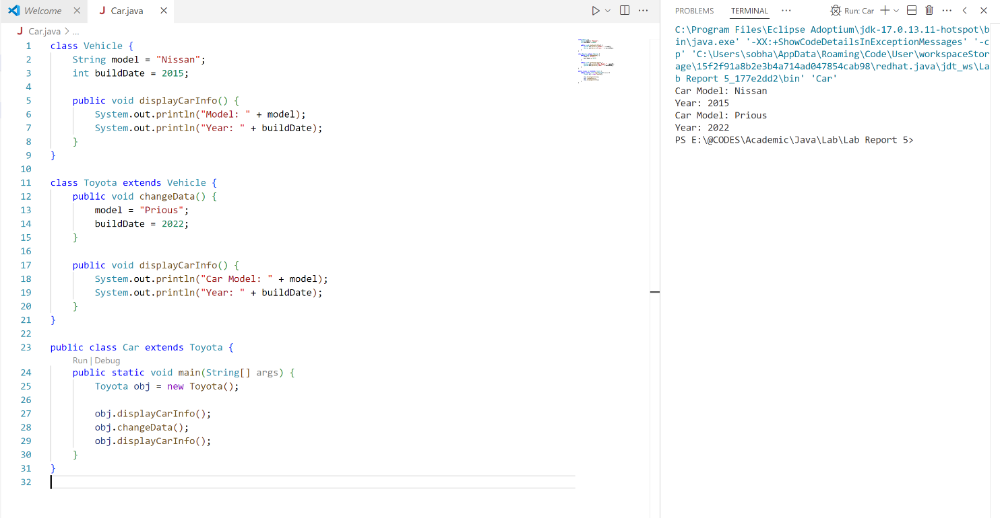 Welcome
Car.java
Car.java > ...
1 class Vehicle {
2 String model = "Nissan";
3 int buildDate = 2015;
4
5 public void displayCarInfo() {
6 System.out.println("Model: " + model);
7 System.out.println("Year: " + buildDate);
8 }
9 }
10
11 class Toyota extends Vehicle {
12 public void changeData() {
13 model = "Prious";
14 buildDate = 2022;
15 }
16
17 public void displayCarInfo() {
18 System.out.println("Car Model: " + model);
19 System.out.println("Year: " + buildDate);
20 }
21 }
22
23 public class Car extends Toyota {
Run | Debug
24 public static void main(String[] args) {
25 Toyota obj = new Toyota();
26
27 obj.displayCarInfo();
28 obj.changeData();
29 obj.displayCarInfo();
30 }
31 }
32
PROBLEMS TERMINAL ... Run: Car
C:\Program Files\Eclipse Adoptium\jdk-17.0.13.11-hotspot\b
in\java.exe' '-XX:+ShowCodeDetailsInExceptionMessages' '-c
p' 'C:\Users\sobha\AppData\Roaming\Code\User\workspaceStor
age\15f2f91a8b2e3b4a714ad047854cab98\redhat.java\jdt_ws\La
b Report 5_177e2dd2\bin' 'Car'
Car Model: Nissan
Year: 2015
Car Model: Prious
Year: 2022
PS E:\@CODES\Academic\Java\Lab\Lab Report 5>